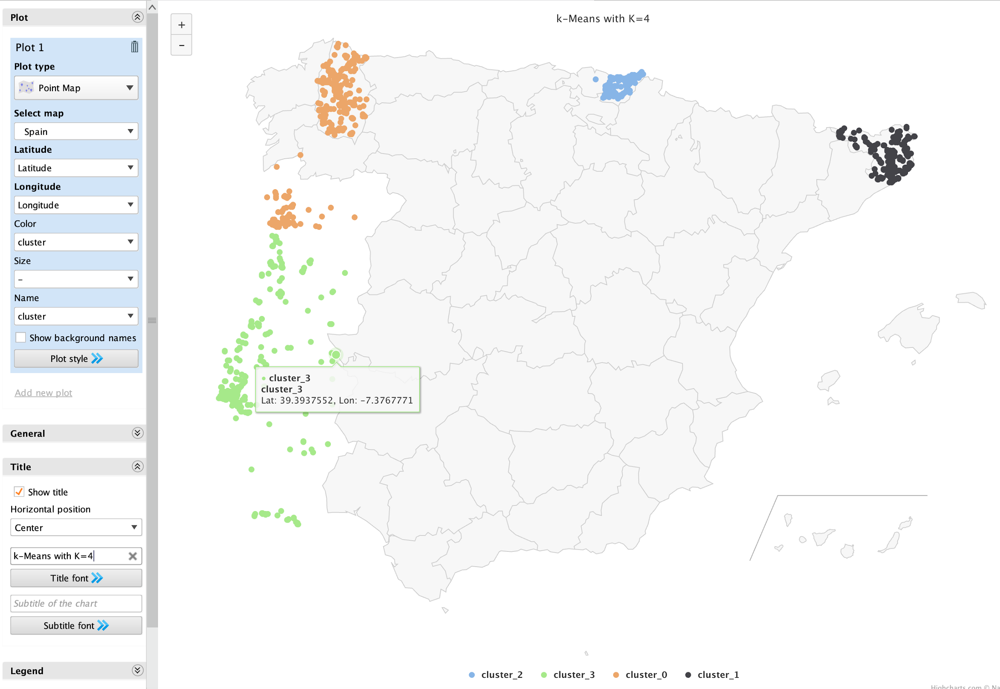 Plot
Plot 1
Plot type
Point Map
Select map
Spain
Latitude
Latitude
Longitude
Longitude
Color
cluster
Size
–
Name
cluster
Show background names
Plot style
Add new plot
General
Title
Show title
Horizontal position
Center
k-Means with K=4
Title font
Subtitle of the chart
Subtitle font
Legend
+
–
k-Means with K=4
cluster_3
cluster_3
Lat: 39.3937552, Lon: -7.3767771
cluster_2 cluster_3 cluster_0 cluster_1
Highcharts.com ©